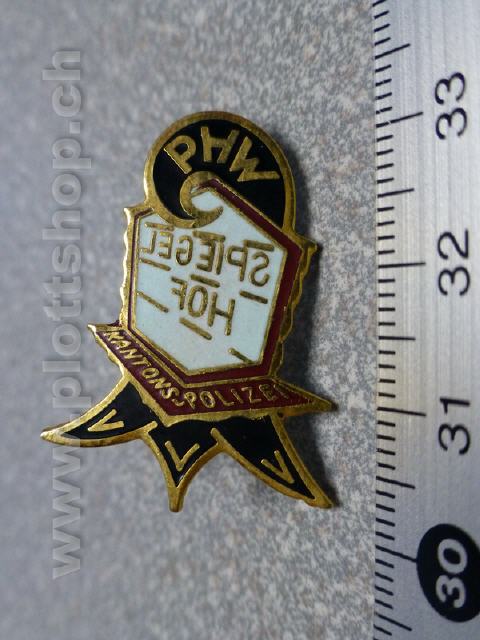 PHW
SPIEGEL
HOF
KANTONS-POLIZEI
V V V
33
32
31
30
www.plottshop.ch